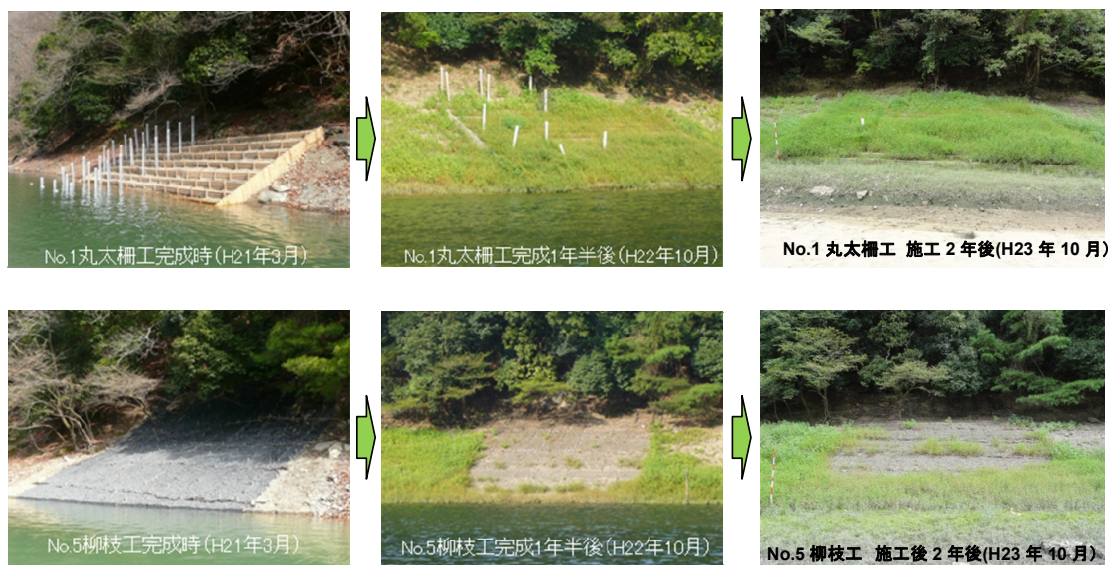 No.1丸太柵工完成時(H21年3月)
No.1丸太柵工完成1年半後(H22年10月)
No.1 丸太柵工 施工 2 年後(H23 年 10 月)
No.5柳枝工完成時(H21年3月)
No.5柳枝工完成1年半後(H22年10月)
No.5 柳枝工 施工後 2 年後(H23 年 10 月)